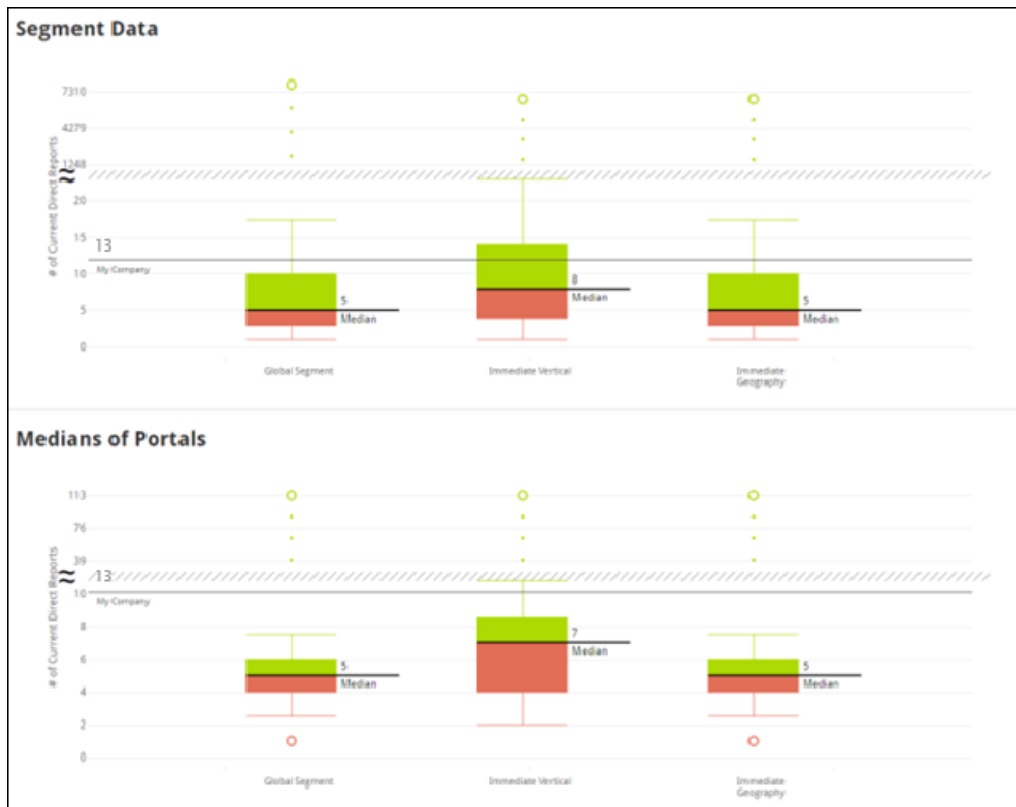 Segment Data
7310
4279
1248
20
15
13
My Company
10
5
0
# of Current Direct Reports
5
Median
8
Median
5
Median
Global Segment
Immediate Vertical
Immediate
Geography
Medians of Portals
113
76
39
13
My Company
10
8
6
4
2
0
# of Current Direct Reports
5
Median
7
Median
5
Median
Global Segment
Immediate Vertical
Immediate
Geography